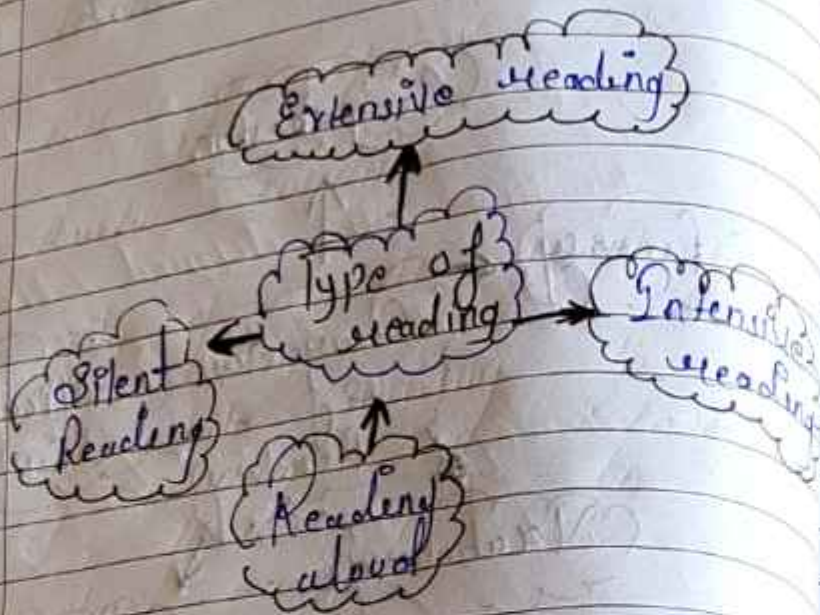 Extensive reading
Type of
reading
Intensive
reading
Silent
Reading
Reading
aloud